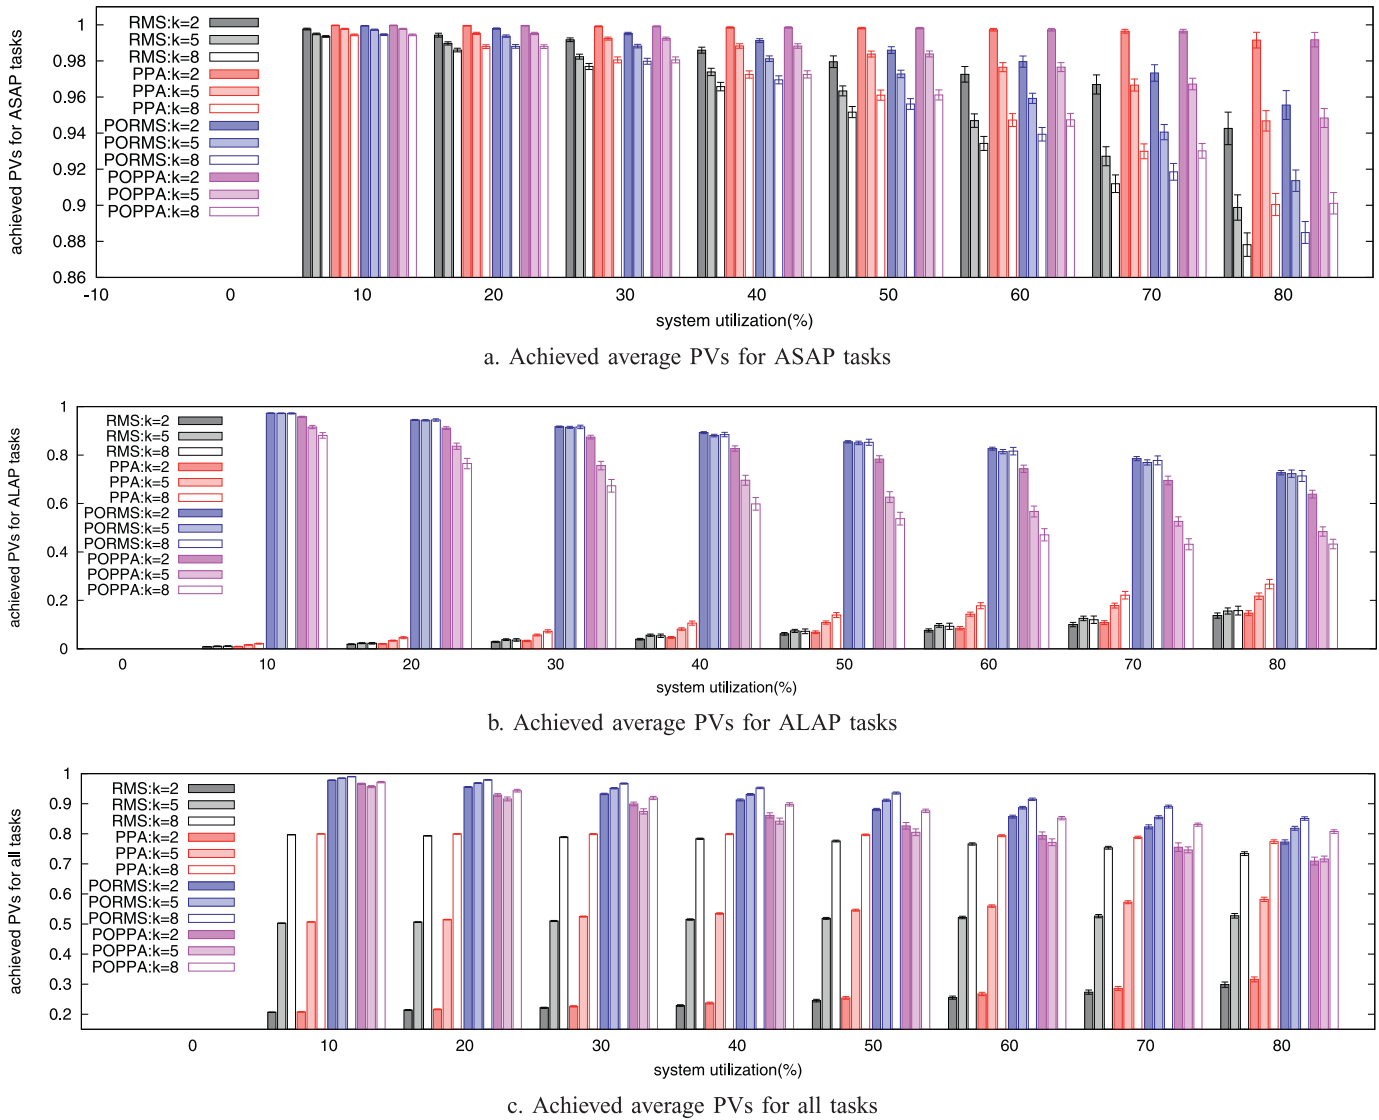 achieved PVs for ASAP tasks
1
0.98
0.96
0.94
0.92
0.9
0.88
0.86
RMS:k=2
RMS:k=5
RMS:k=8
PPA:k=2
PPA:k=5
PPA:k=8
PORMS:k=2
PORMS:k=5
PORMS:k=8
POPPA:k=2
POPPA:k=5
POPPA:k=8
-10 0 10 20 30 40 50 60 70 80
system utilization(%)
a. Achieved average PVs for ASAP tasks
achieved PVs for ALAP tasks
1
0.8
0.6
0.4
0.2
0
RMS:k=2
RMS:k=5
RMS:k=8
PPA:k=2
PPA:k=5
PPA:k=8
PORMS:k=2
PORMS:k=5
PORMS:k=8
POPPA:k=2
POPPA:k=5
POPPA:k=8
0 10 20 30 40 50 60 70 80
system utilization(%)
b. Achieved average PVs for ALAP tasks
achieved PVs for all tasks
1
0.9
0.8
0.7
0.6
0.5
0.4
0.3
0.2
RMS:k=2
RMS:k=5
RMS:k=8
PPA:k=2
PPA:k=5
PPA:k=8
PORMS:k=2
PORMS:k=5
PORMS:k=8
POPPA:k=2
POPPA:k=5
POPPA:k=8
0 10 20 30 40 50 60 70 80
system utilization(%)
c. Achieved average PVs for all tasks